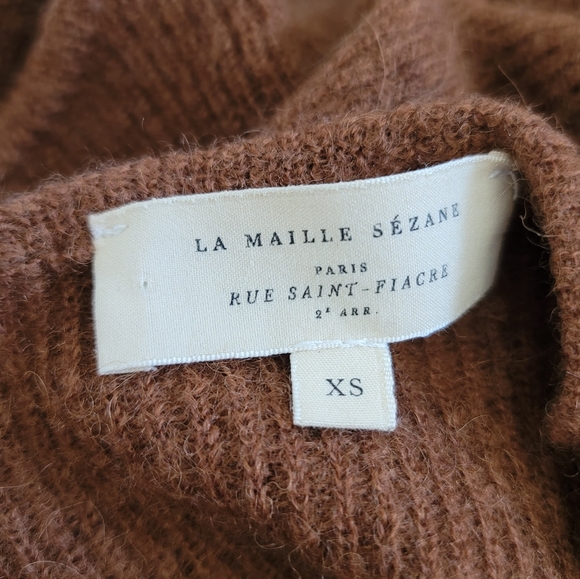 LA MAILLE SÉZANE
PARIS
RUE SAINT-FIACRE
2E ARR.
XS